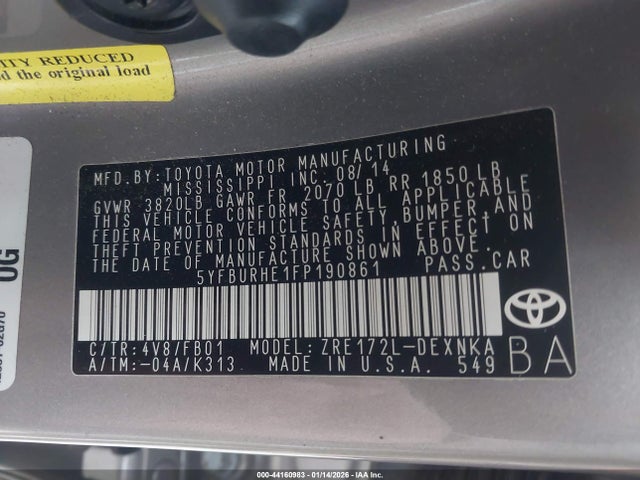 ITY REDUCED
d the original load
MFD.BY:TOYOTA MOTOR MANUFACTURING
MISSISSIPPI INC. 08/14
GVWR 3820LB GAWR FR 2070 LB RR 1850 LB
THIS VEHICLE CONFORMS TO ALL APPLICABLE
FEDERAL MOTOR VEHICLE SAFETY, BUMPER, AND
THEFT PREVENTION STANDARDS IN EFFECT ON
THE DATE OF MANUFACTURE SHOWN ABOVE.
5YFBURHE1FP190861 PASS.CAR
C/TR:4V8/FB01 MODEL:ZRE172L-DEXNKA
A/TM:-04A/K313 MADE IN U.S.A. 549
BA
TOYOTA
OG
000-44160983 - 01/14/2026 - © IAA Inc.